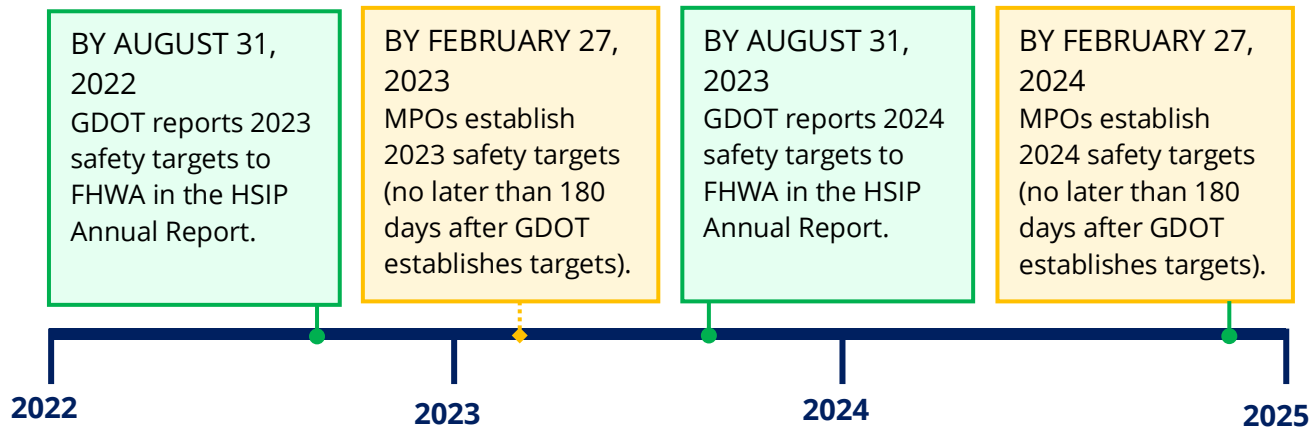 BY AUGUST 31,
2022
GDOT reports 2023
safety targets to
FHWA in the HSIP
Annual Report.
BY FEBRUARY 27,
2023
MPOs establish
2023 safety targets
(no later than 180
days after GDOT
establishes targets).
BY AUGUST 31,
2023
GDOT reports 2024
safety targets to
FHWA in the HSIP
Annual Report.
BY FEBRUARY 27,
2024
MPOs establish
2024 safety targets
(no later than 180
days after GDOT
establishes targets).
2022
2023
2024
2025